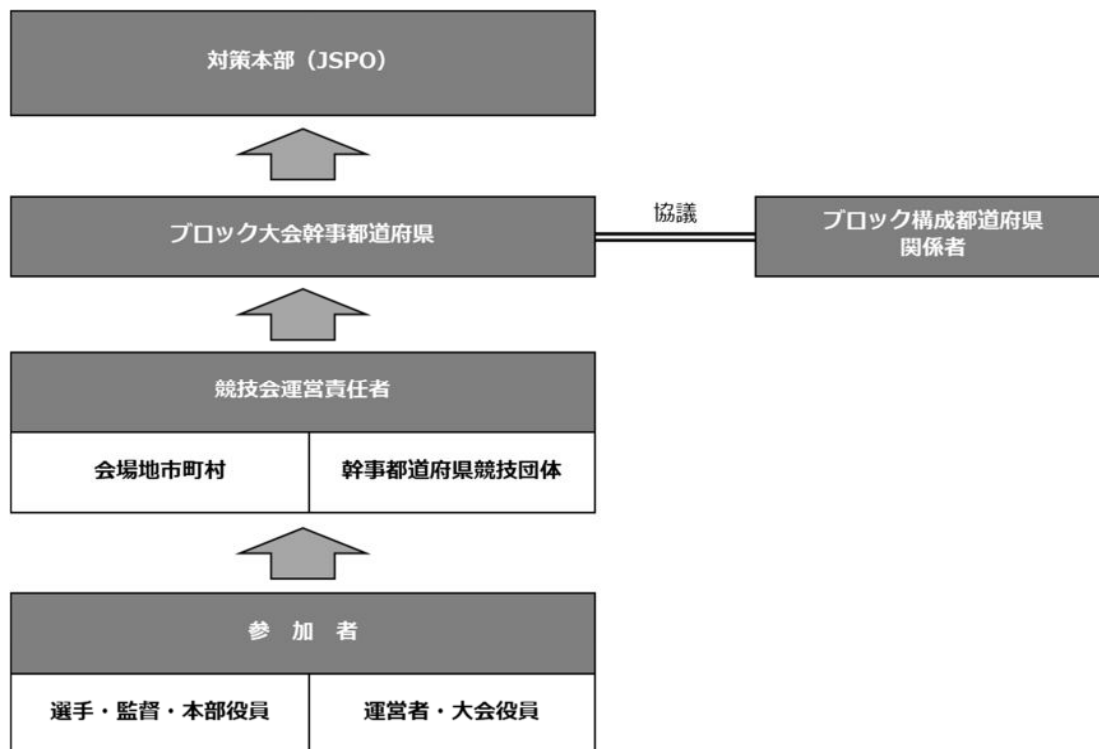 対策本部（JSPO）
ブロック大会幹事都道府県
協議
ブロック構成都道府県
関係者
競技会運営責任者
会場地市町村
幹事都道府県競技団体
参　加　者
選手・監督・本部役員
運営者・大会役員